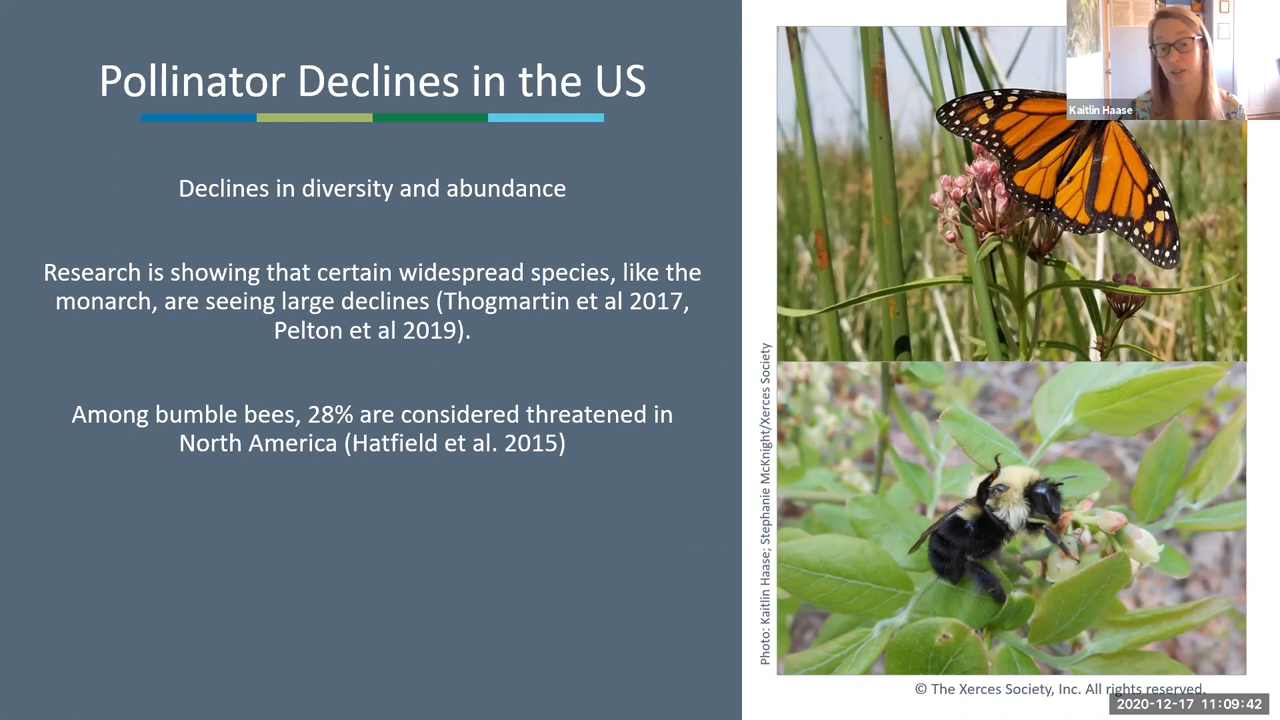 Pollinator Declines in the US
Declines in diversity and abundance
Research is showing that certain widespread species, like the
monarch, are seeing large declines (Thogmartin et al 2017,
Pelton et al 2019).
Among bumble bees, 28% are considered threatened in
North America (Hatfield et al. 2015)
Kaitlin Haase
Photo: Kaitlin Haase; Stephanie McKnight/Xerces Society
© The Xerces Society, Inc. All rights reserved.
2020-12-17 11:09:42